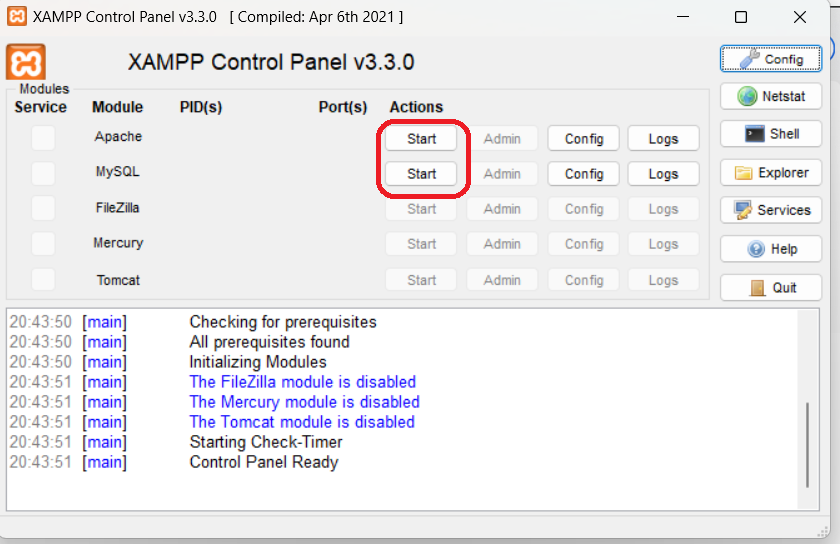 XAMPP Control Panel v3.3.0 [ Compiled: Apr 6th 2021 ]
XAMPP Control Panel v3.3.0
Config
Modules
Service Module PID(s) Port(s) Actions
Netstat
Apache Start Admin Config Logs
Shell
MySQL Start Admin Config Logs
Explorer
FileZilla Start Admin Config Logs
Services
Mercury Start Admin Config Logs
Help
Tomcat Start Admin Config Logs
Quit
20:43:50 [main] Checking for prerequisites
20:43:50 [main] All prerequisites found
20:43:50 [main] Initializing Modules
20:43:51 [main] The FileZilla module is disabled
20:43:51 [main] The Mercury module is disabled
20:43:51 [main] The Tomcat module is disabled
20:43:51 [main] Starting Check-Timer
20:43:51 [main] Control Panel Ready